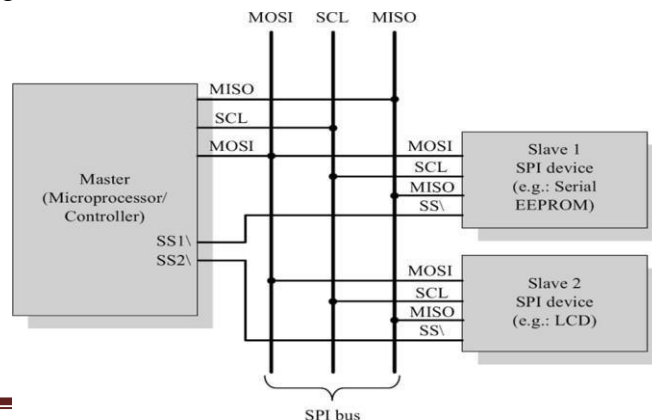 MOSI SCL MISO
MISO
SCL
MOSI
Master
(Microprocessor/
Controller)
SS1\
SS2\
MOSI
SCL
MISO
SS\
Slave 1
SPI device
(e.g.: Serial
EEPROM)
MOSI
SCL
MISO
SS\
Slave 2
SPI device
(e.g.: LCD)
SPI bus